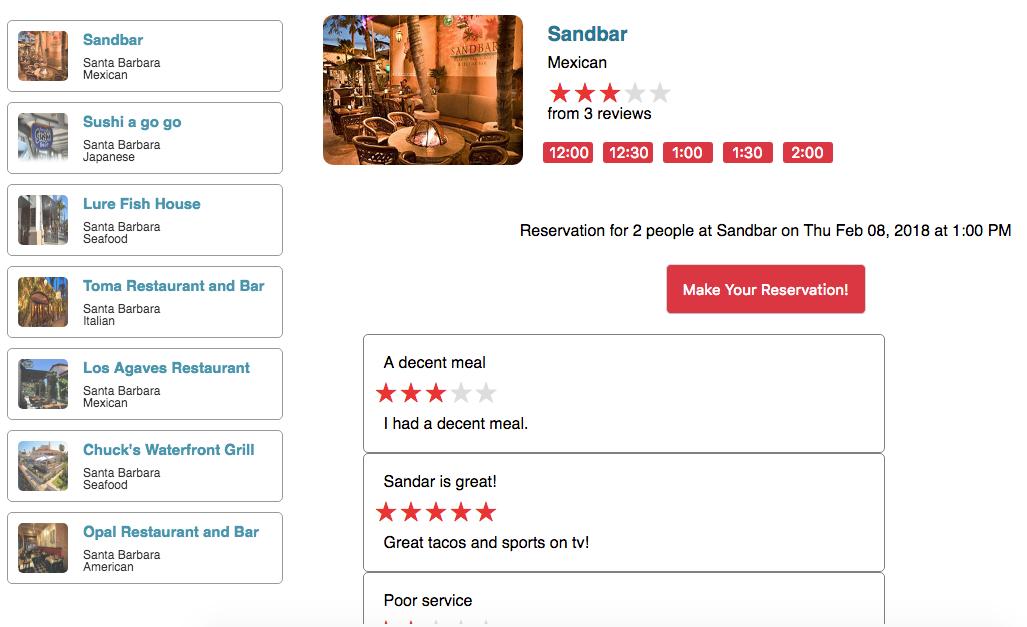 Sandbar
Santa Barbara
Mexican
Sushi a go go
Santa Barbara
Japanese
Lure Fish House
Santa Barbara
Seafood
Toma Restaurant and Bar
Santa Barbara
Italian
Los Agaves Restaurant
Santa Barbara
Mexican
Chuck's Waterfront Grill
Santa Barbara
Seafood
Opal Restaurant and Bar
Santa Barbara
American
SANDBAR
Sandbar
Mexican
from 3 reviews
12:00 12:30 1:00 1:30 2:00
Reservation for 2 people at Sandbar on Thu Feb 08, 2018 at 1:00 PM
Make Your Reservation!
A decent meal
I had a decent meal.
Sandar is great!
Great tacos and sports on tv!
Poor service